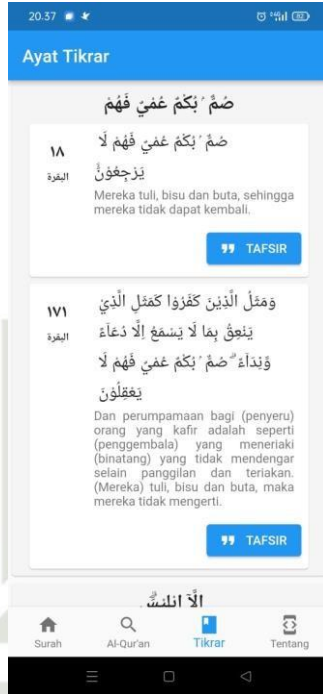 20.37
Ayat Tikrar
صُمٌّ ۢ بُكْمٌ عُمْيٌ فَهُمْ
١٨
البقرة
صُمٌّ ۢ بُكْمٌ عُمْيٌ فَهُمْ لَا
يَرْجِعُوْنَۙ
Mereka tuli, bisu dan buta, sehingga
mereka tidak dapat kembali.
TAFSIR
١٧١
البقرة
وَمَثَلُ الَّذِيْنَ كَفَرُوْا كَمَثَلِ الَّذِيْ
يَنْعِقُ بِمَا لَا يَسْمَعُ اِلَّا دُعَاۤءً
وَّنِدَاۤءً ۗ صُمٌّ ۢ بُكْمٌ عُمْيٌ فَهُمْ لَا
يَعْقِلُوْنَ
Dan perumpamaan bagi (penyeru)
orang yang kafir adalah seperti
(penggembala) yang meneriaki
(binatang) yang tidak mendengar
selain panggilan dan teriakan.
(Mereka) tuli, bisu dan buta, maka
mereka tidak mengerti.
TAFSIR
Surah
Al-Qur'an
Tikrar
Tentang